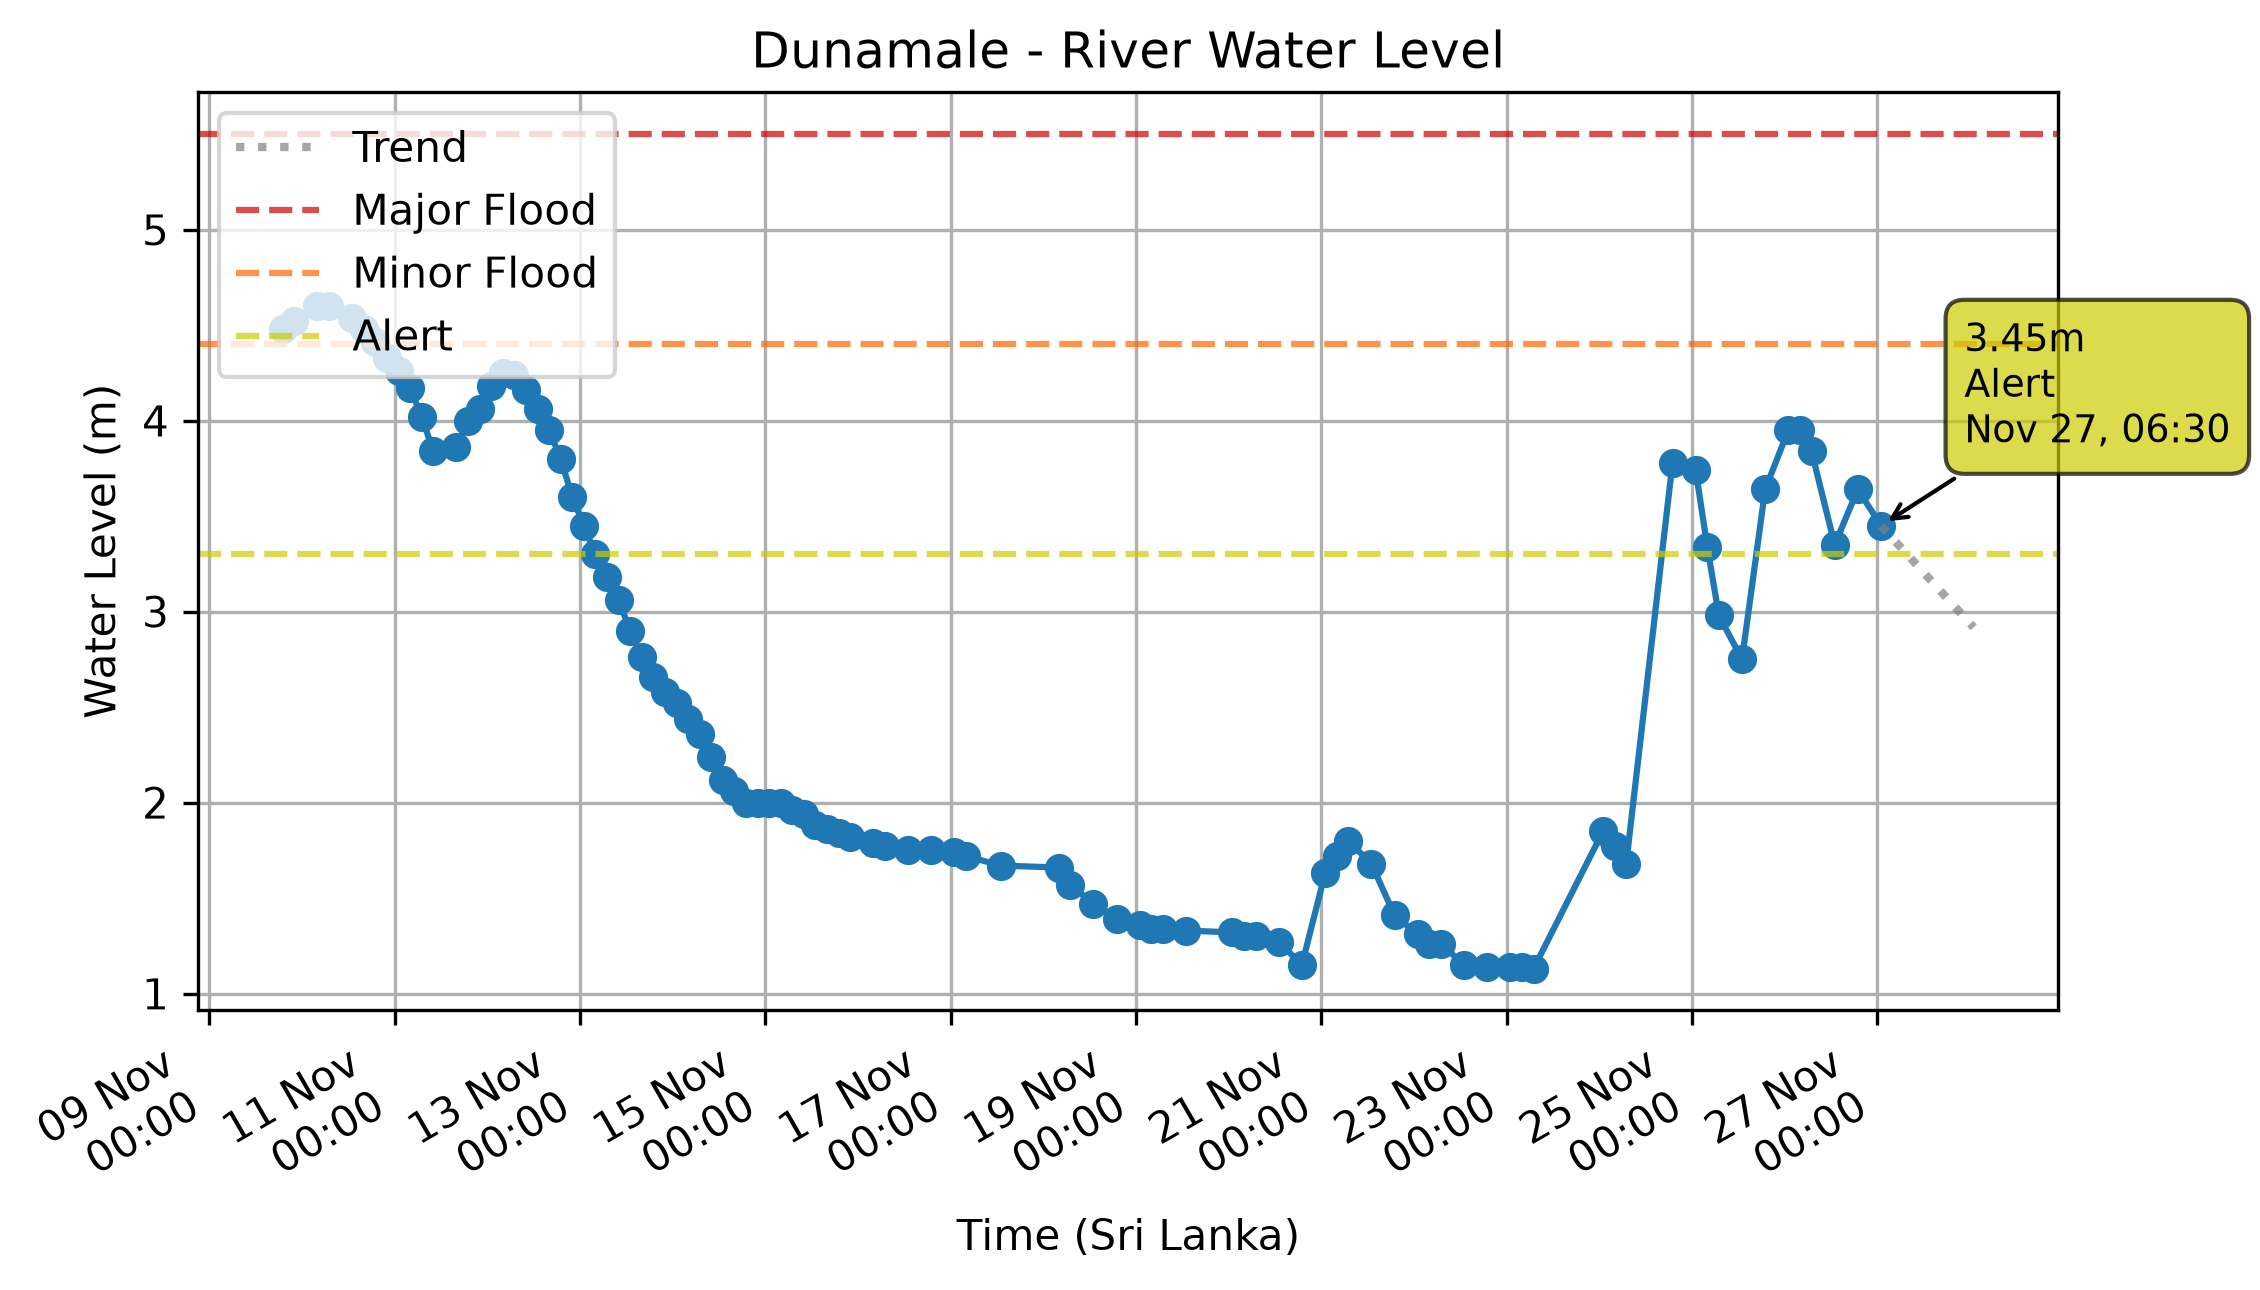 Dunamale - River Water Level
Trend
Major Flood
Minor Flood
Alert
3.45m
Alert
Nov 27, 06:30
Water Level (m)
5
4
3
2
1
09 Nov
00:00
11 Nov
00:00
13 Nov
00:00
15 Nov
00:00
17 Nov
00:00
19 Nov
00:00
21 Nov
00:00
23 Nov
00:00
25 Nov
00:00
27 Nov
00:00
Time (Sri Lanka)